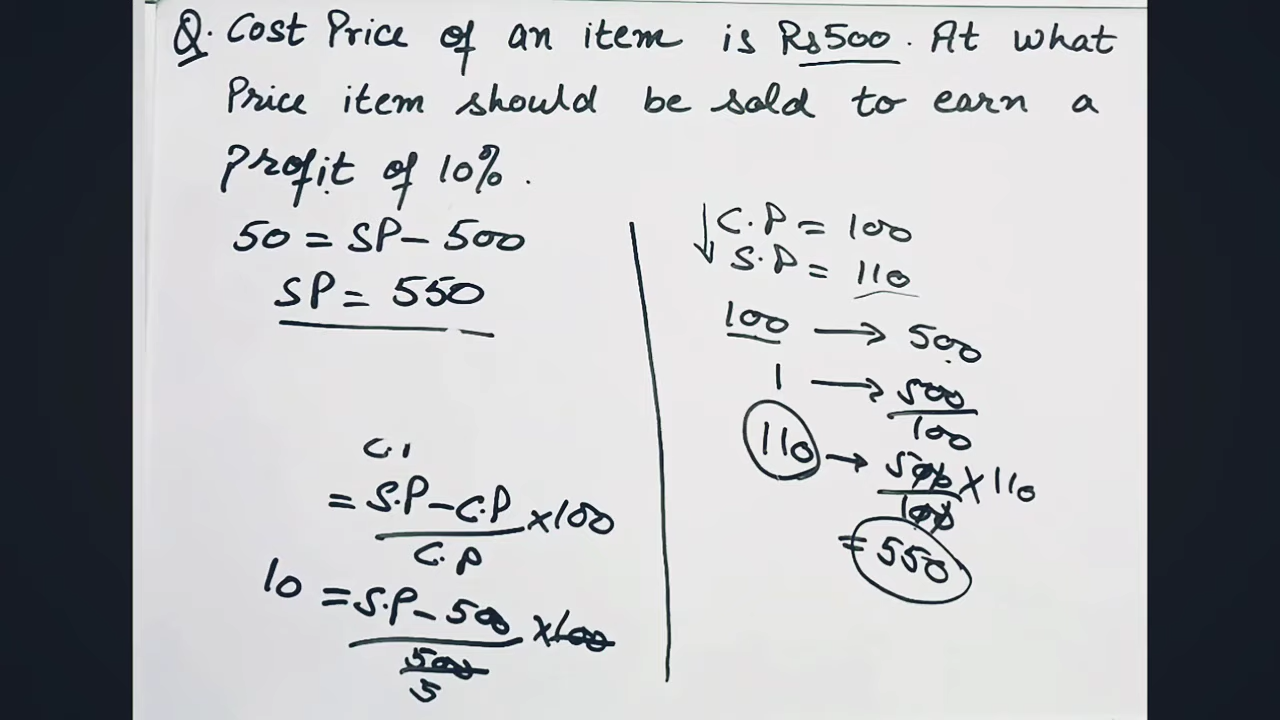 Q. Cost Price of an item is Rs500. At what
Price item should be sold to earn a
Profit of 10%.
50 = SP - 500
SP = 550
= S.P - C.P / C.P × 100
10 = S.P - 500 / 500 × 100
5
C.P = 100
S.P = 110
100 → 500
1 → 500 / 100
110 → 500 / 100 × 110
= 550